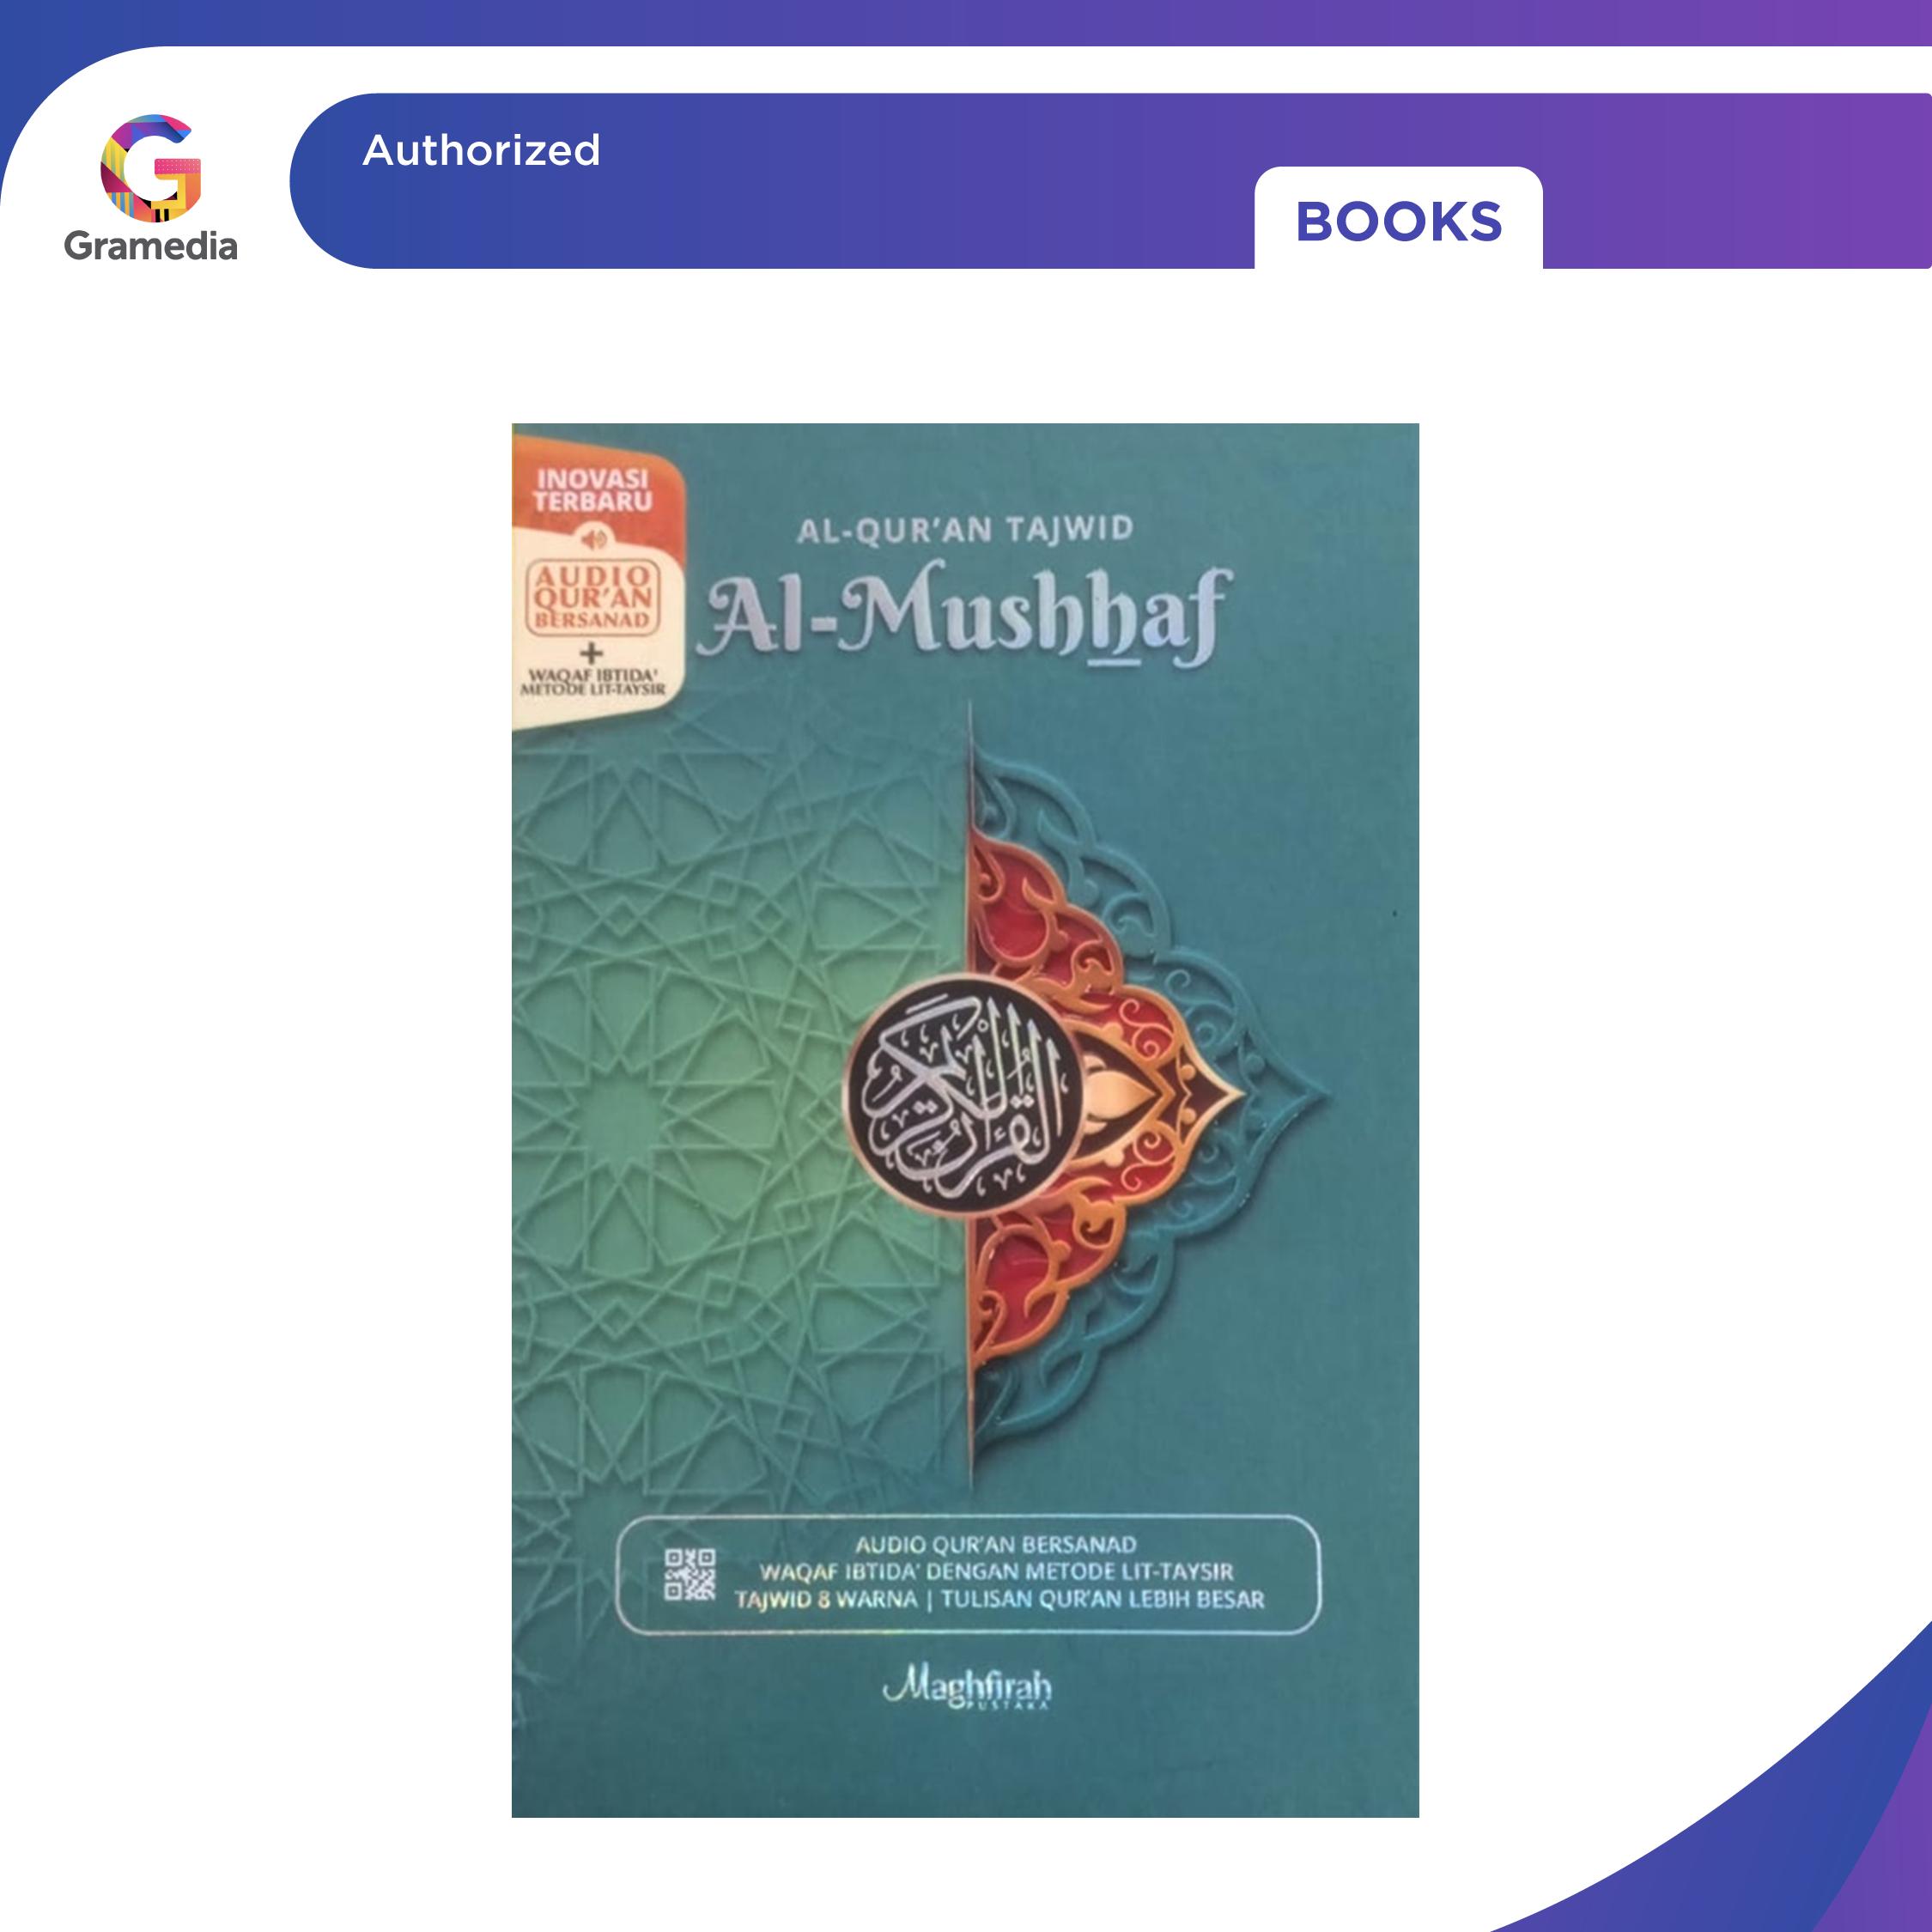 Gramedia
Authorized
BOOKS
INOVASI
TERBARU
AUDIO
QUR'AN
BERSANAD
+
WAQAF IBTIDA'
METODE LIT-TAYSIR
AL-QUR'AN TAJWID
Al-Mushhaf
القرآن الكريم
AUDIO QUR'AN BERSANAD
WAQAF IBTIDA' DENGAN METODE LIT-TAYSIR
TAJWID 8 WARNA | TULISAN QUR'AN LEBIH BESAR
Maghfirah
PUSTAKA